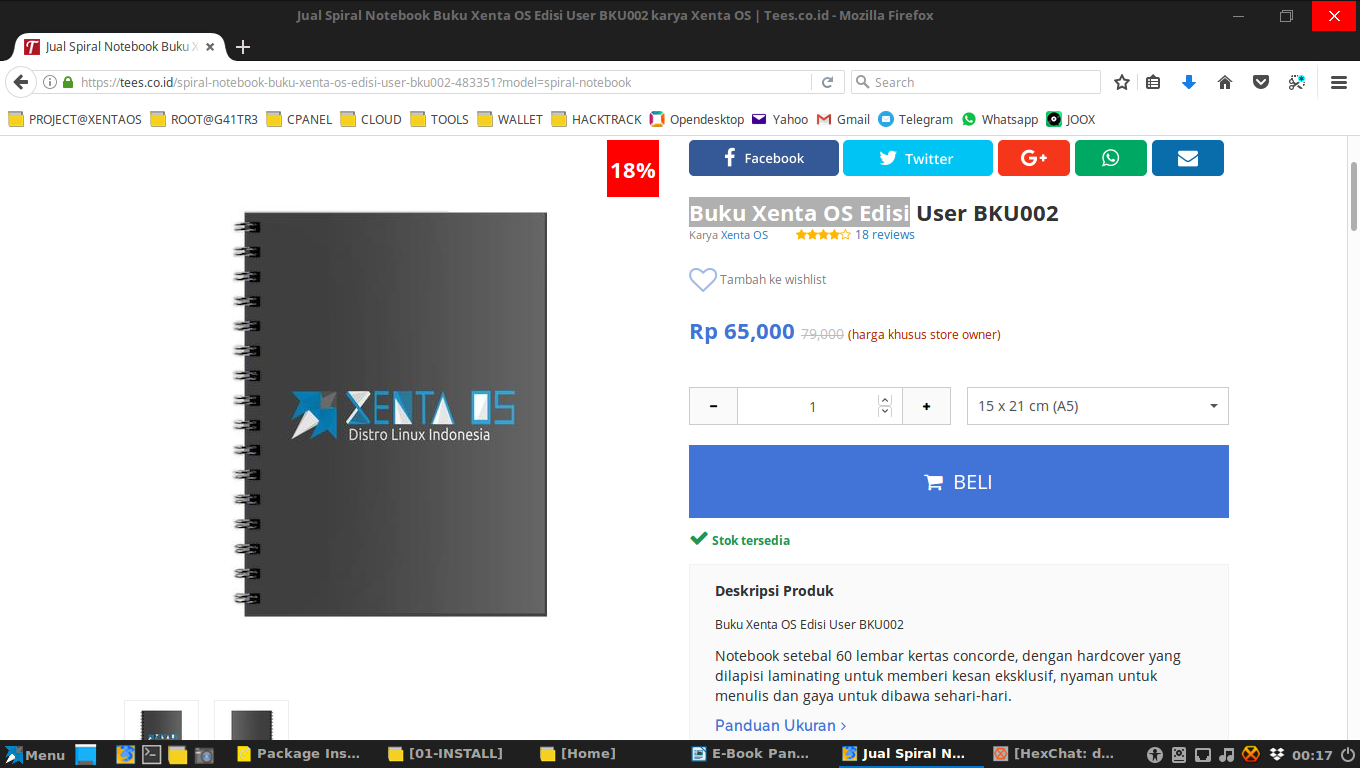 Jual Spiral Notebook Buku Xenta OS Edisi User BKU002 karya Xenta OS | Tees.co.id - Mozilla Firefox
Jual Spiral Notebook Buku X
https://tees.co.id/spiral-notebook-buku-xenta-os-edisi-user-bku002-483351?model=spiral-notebook
Search
PROJECT@XENTAOS ROOT@G41TR3 CPANEL CLOUD TOOLS WALLET HACKTRACK Opendesktop Yahoo Gmail Telegram Whatsapp JOOX
18%
Facebook Twitter G+
Buku Xenta OS Edisi User BKU002
Karya Xenta OS 18 reviews
Tambah ke wishlist
Rp 65,000 79,000 (harga khusus store owner)
- 1 + 15 x 21 cm (A5)
XENTA OS
Distro Linux Indonesia
BELI
Stok tersedia
Deskripsi Produk
Buku Xenta OS Edisi User BKU002
Notebook setebal 60 lembar kertas concorde, dengan hardcover yang
dilapisi laminating untuk memberi kesan eksklusif, nyaman untuk
menulis dan gaya untuk dibawa sehari-hari.
Panduan Ukuran ›
Menu Package Ins... [01-INSTALL] [Home] E-Book Pan... Jual Spiral N... [HexChat: d... 00:17